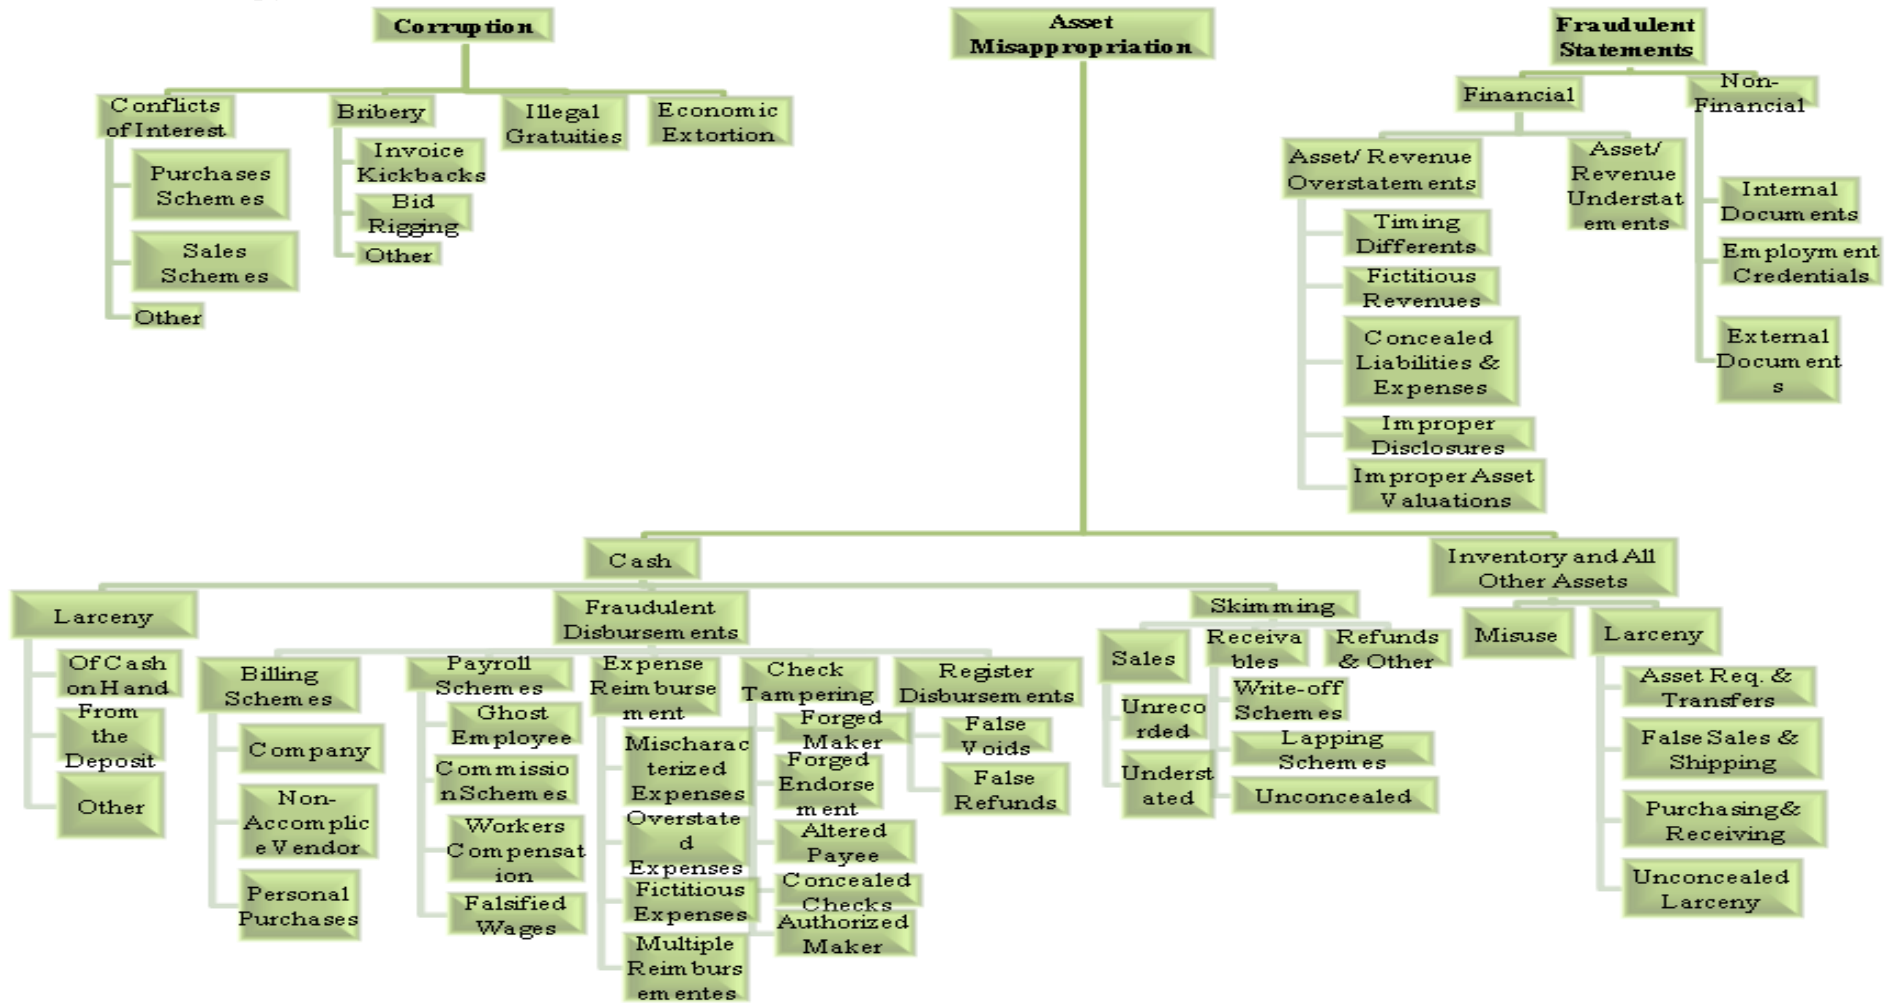 Corruption
Asset
Misappropriation
Fraudulent
Statements
Conflicts
of Interest
Purchases
Schemes
Sales
Schemes
Other
Bribery
Invoice
Kickbacks
Bid
Rigging
Other
Illegal
Gratuities
Economic
Extortion
Financial
Non-
Financial
Asset/ Revenue
Overstatements
Timing
Differents
Fictitious
Revenues
Concealed
Liabilities &
Expenses
Improper
Disclosures
Improper Asset
Valuations
Asset/
Revenue
Understat
ements
Internal
Documents
Employment
Credentials
External
Document
s
Cash
Inventory and All
Other Assets
Larceny
Of Cash
on Hand
From
the
Deposit
Other
Fraudulent
Disbursements
Billing
Schemes
Company
Non-
Accomplic
e Vendor
Personal
Purchases
Payroll
Schemes
Ghost
Employee
Commissio
n Schemes
Workers
Compensat
ion
Falsified
Wages
Expense
Reimburse
ment
Mischarac
terized
Expenses
Overstate
d
Expenses
Fictitious
Expenses
Multiple
Reimburs
ementes
Check
Tampering
Forged
Maker
Forged
Endorse
ment
Altered
Payee
Concealed
Checks
Authorized
Maker
Register
Disbursements
False
Voids
False
Refunds
Skimming
Sales
Unreco
rded
Underst
ated
Receiva
bles
Write-off
Schemes
Lapping
Schemes
Unconcealed
Refunds
& Other
Misuse
Larceny
Asset Req. &
Transfers
False Sales &
Shipping
Purchasing &
Receiving
Unconcealed
Larceny